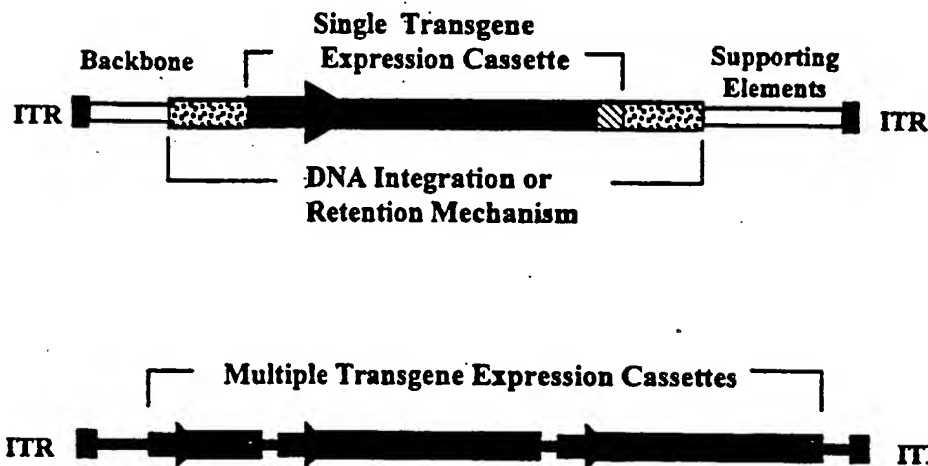 Single Transgene
Expression Cassette
Backbone
Supporting
Elements
ITR
ITR
DNA Integration or
Retention Mechanism
Multiple Transgene Expression Cassettes
ITR